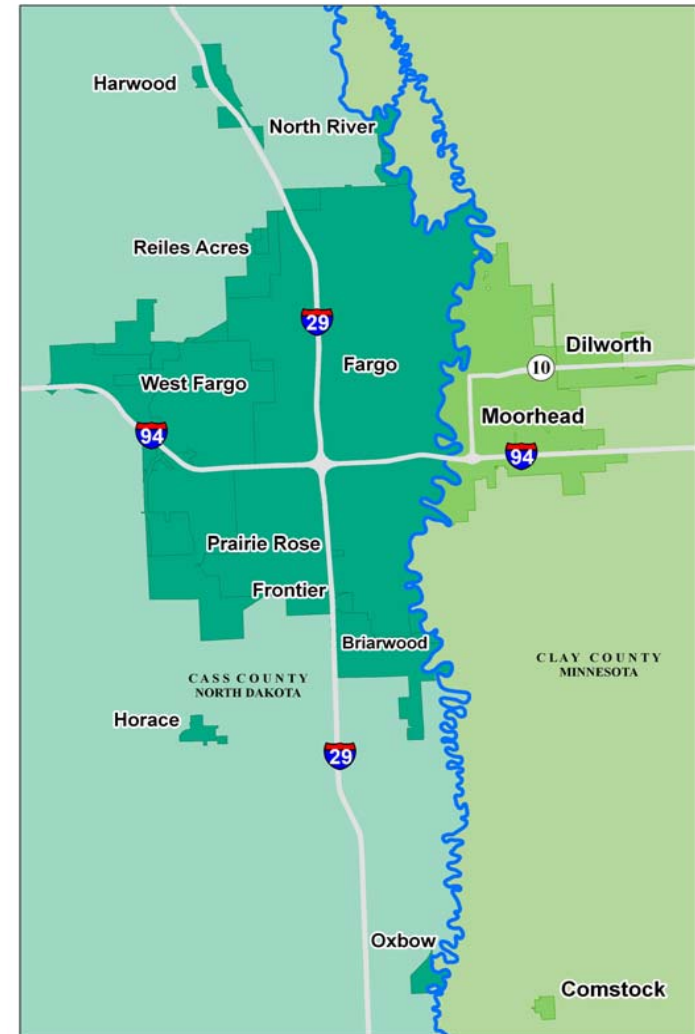 Harwood
North River
Reiles Acres
29
Fargo
Dilworth
10
West Fargo
Moorhead
94
94
Prairie Rose
Frontier
Briarwood
CLAY COUNTY
MINNESOTA
CASS COUNTY
NORTH DAKOTA
Horace
29
Oxbow
Comstock